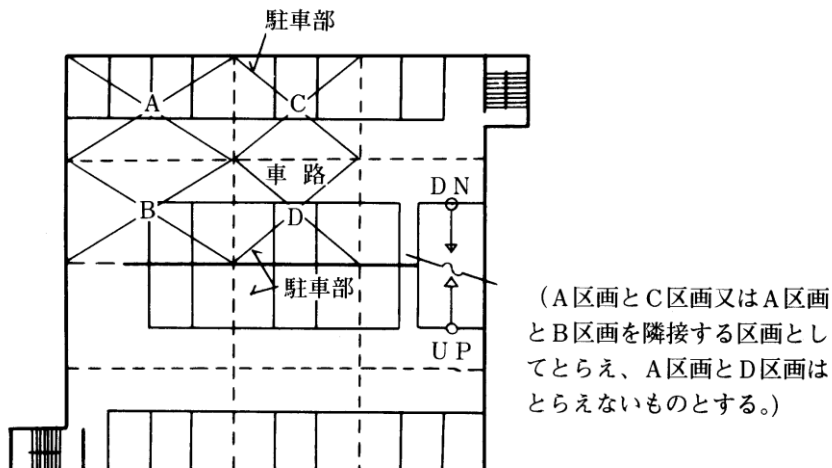 駐車部
A
C
車路
DN
B
D
駐車部
UP
(A区画とC区画又はA区画
とB区画を隣接する区画とし
てとらえ、A区画とD区画は
とらえないものとする。)